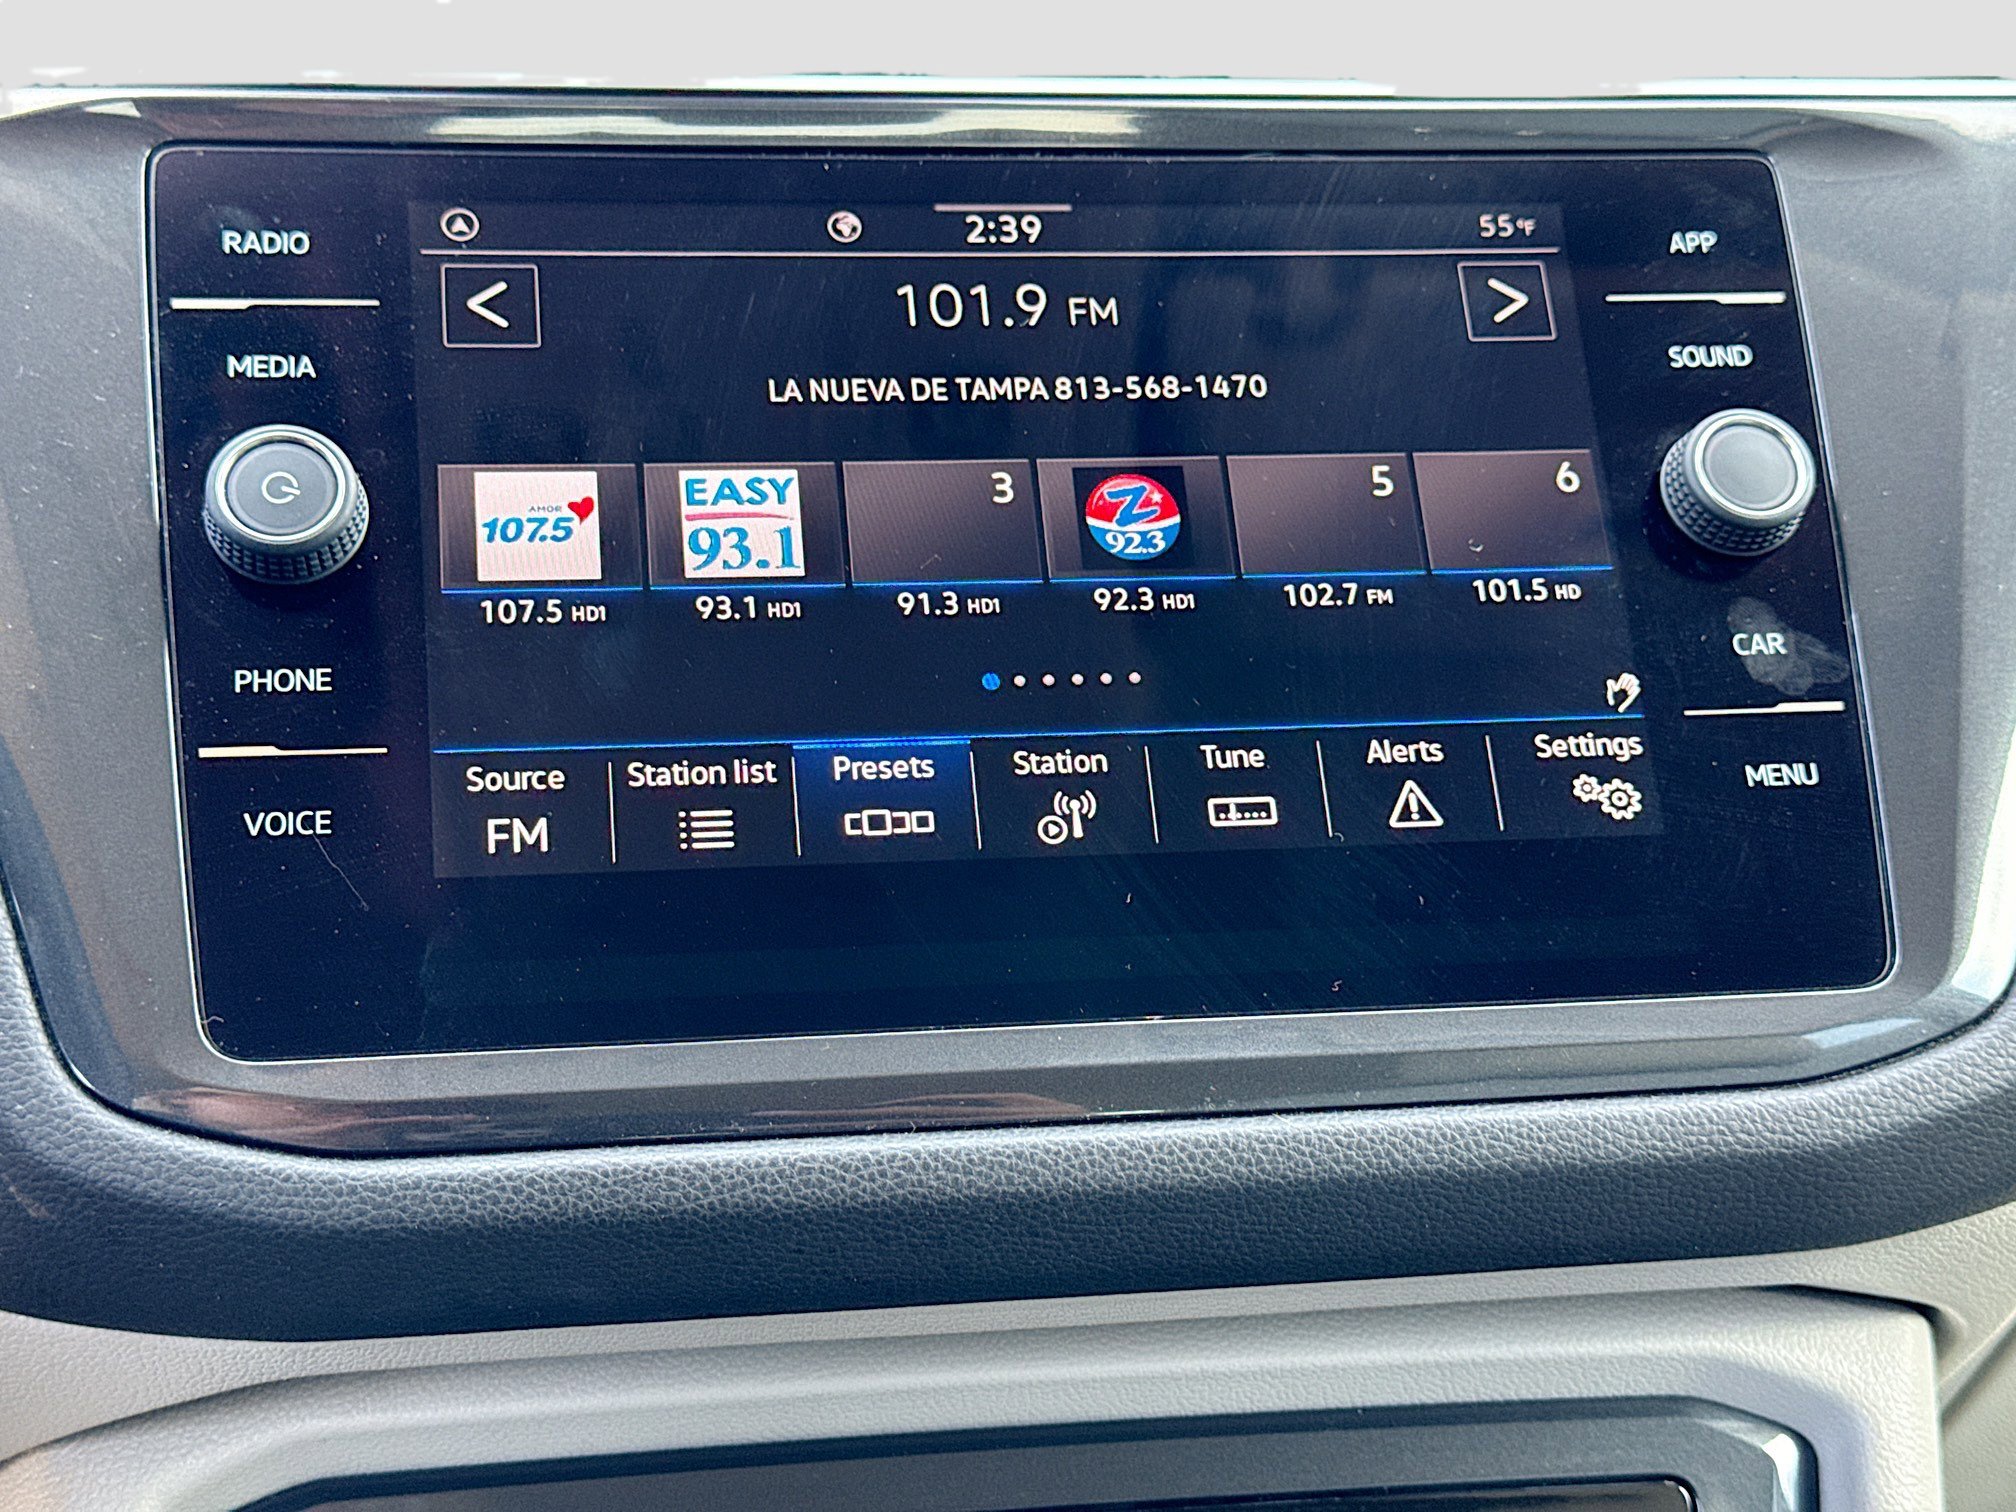 RADIO
MEDIA
PHONE
VOICE
2:39
55°F
<
101.9 FM
>
LA NUEVA DE TAMPA 813-568-1470
AMOR
107.5
EASY
93.1
3
Z
92.3
5
6
107.5 HD1
93.1 HD1
91.3 HD1
92.3 HD1
102.7 FM
101.5 HD
Source
FM
Station list
Presets
Station
Tune
Alerts
Settings
APP
SOUND
CAR
MENU